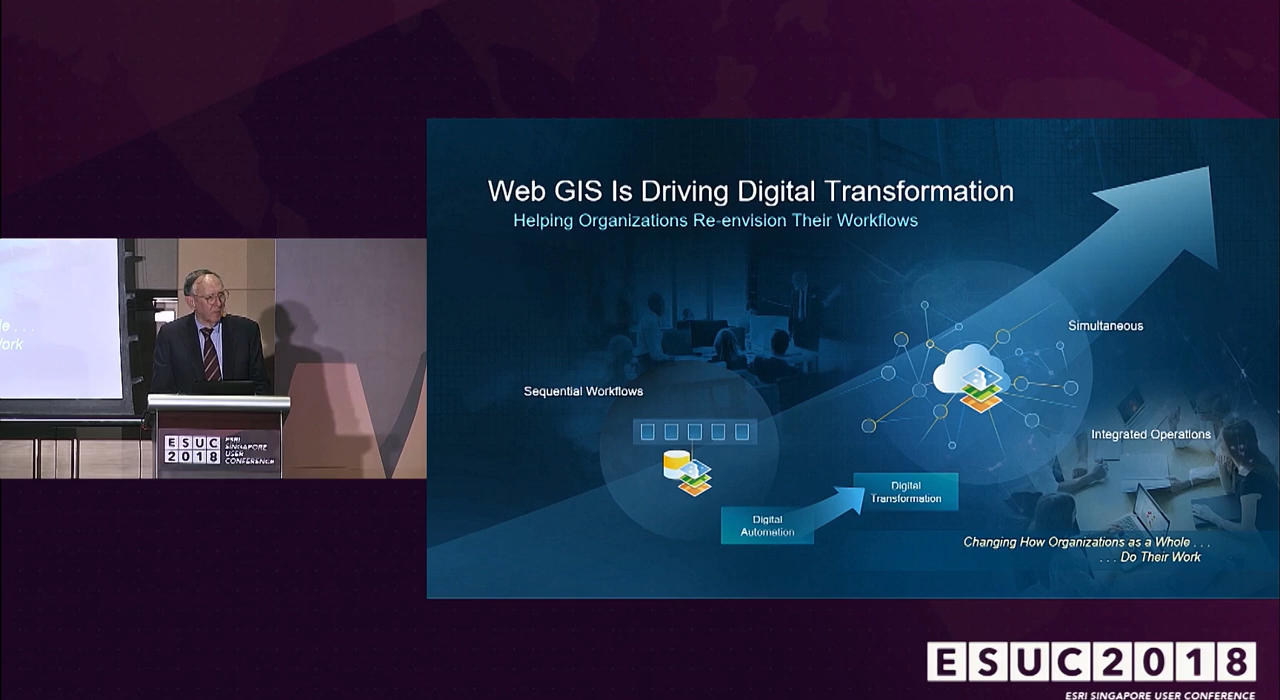 Web GIS Is Driving Digital Transformation
Helping Organizations Re-envision Their Workflows
Simultaneous
Sequential Workflows
Integrated Operations
Digital
Transformation
Digital
Automation
Changing How Organizations as a Whole . . .
. . . Do Their Work
le . . .
ork
ESUC
2018
ESRI
SINGAPORE
USER
CONFERENCE
ESUC2018
ESRI SINGAPORE USER CONFERENCE